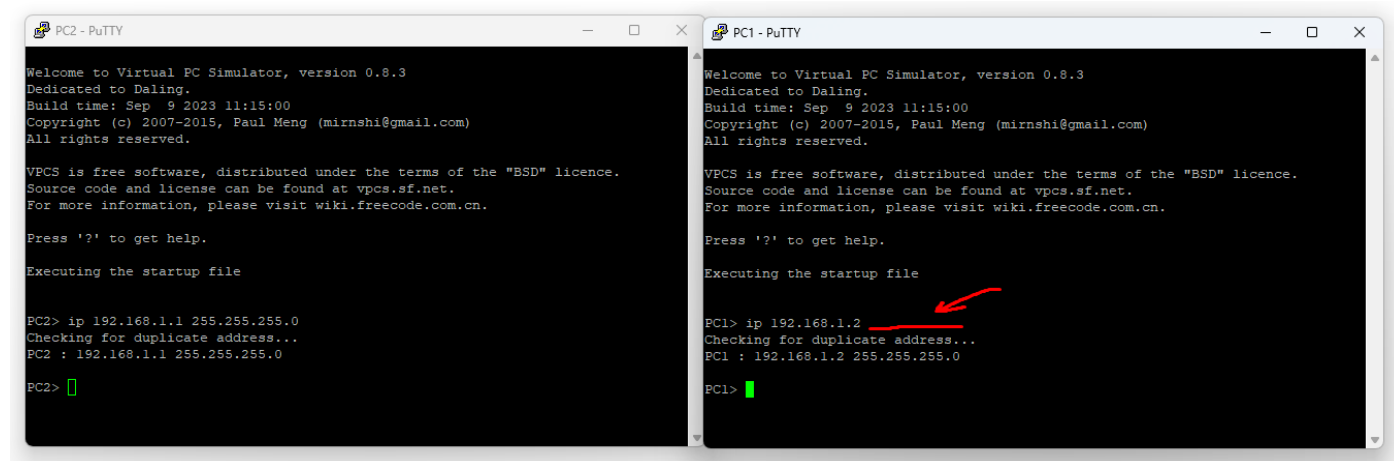 PC2 - PuTTY
Welcome to Virtual PC Simulator, version 0.8.3
Dedicated to Daling.
Build time: Sep  9 2023 11:15:00
Copyright (c) 2007-2015, Paul Meng (mirnshi@gmail.com)
All rights reserved.
VPCS is free software, distributed under the terms of the "BSD" licence.
Source code and license can be found at vpcs.sf.net.
For more information, please visit wiki.freecode.com.cn.
Press '?' to get help.
Executing the startup file
PC2> ip 192.168.1.1 255.255.255.0
Checking for duplicate address...
PC2 : 192.168.1.1 255.255.255.0
PC2>
PC1 - PuTTY
Welcome to Virtual PC Simulator, version 0.8.3
Dedicated to Daling.
Build time: Sep  9 2023 11:15:00
Copyright (c) 2007-2015, Paul Meng (mirnshi@gmail.com)
All rights reserved.
VPCS is free software, distributed under the terms of the "BSD" licence.
Source code and license can be found at vpcs.sf.net.
For more information, please visit wiki.freecode.com.cn.
Press '?' to get help.
Executing the startup file
PC1> ip 192.168.1.2
Checking for duplicate address...
PC1 : 192.168.1.2 255.255.255.0
PC1>